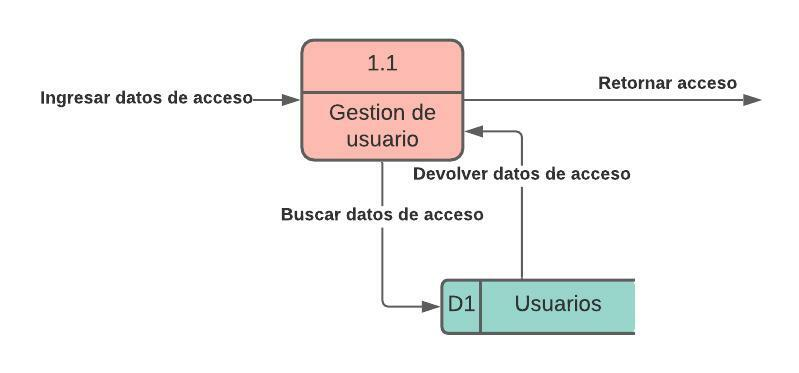 1.1
Retornar acceso
Ingresar datos de acceso
Gestion de
usuario
Devolver datos de acceso
Buscar datos de acceso
D1
Usuarios